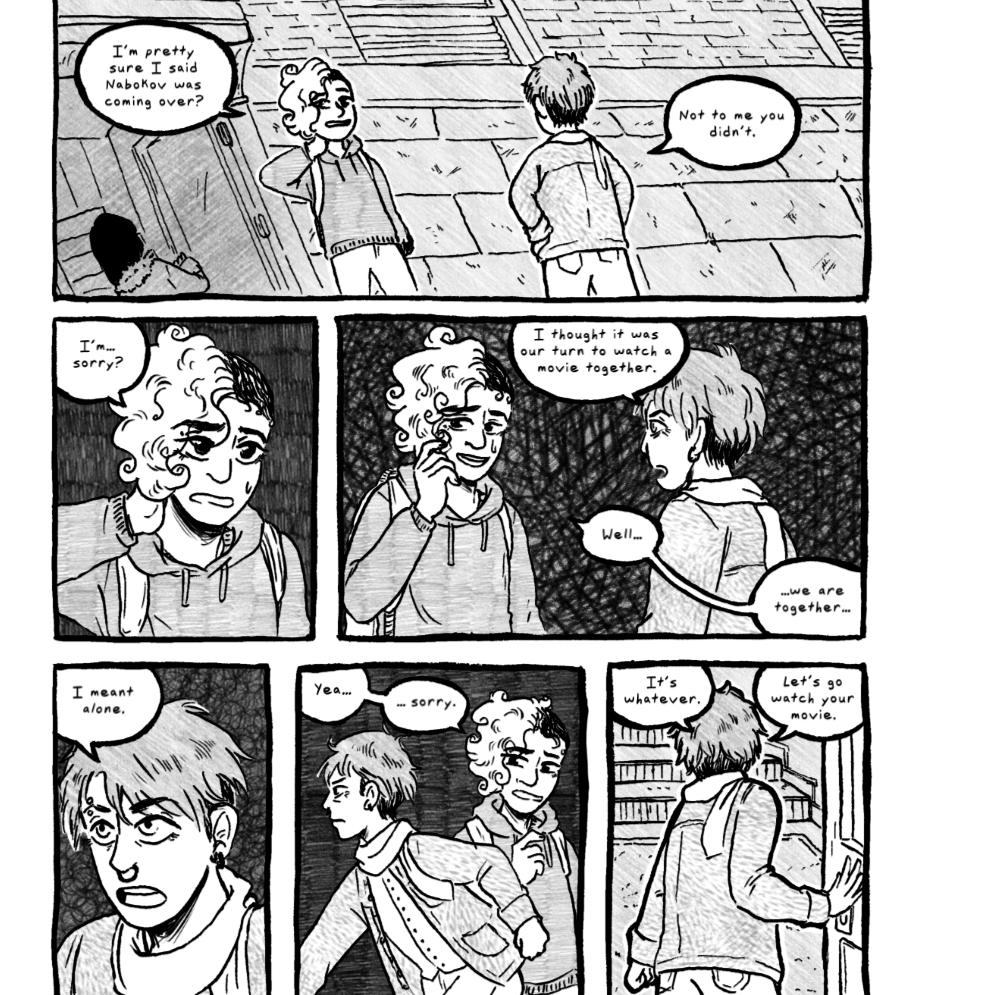 I'm pretty
sure I said
Nabokov was
coming over?
Not to me you
didn't.
I'm...
sorry?
I thought it was
our turn to watch a
movie together.
Well...
...we are
together...
I meant
alone.
Yea...
... sorry.
It's
whatever.
Let's go
watch your
movie.